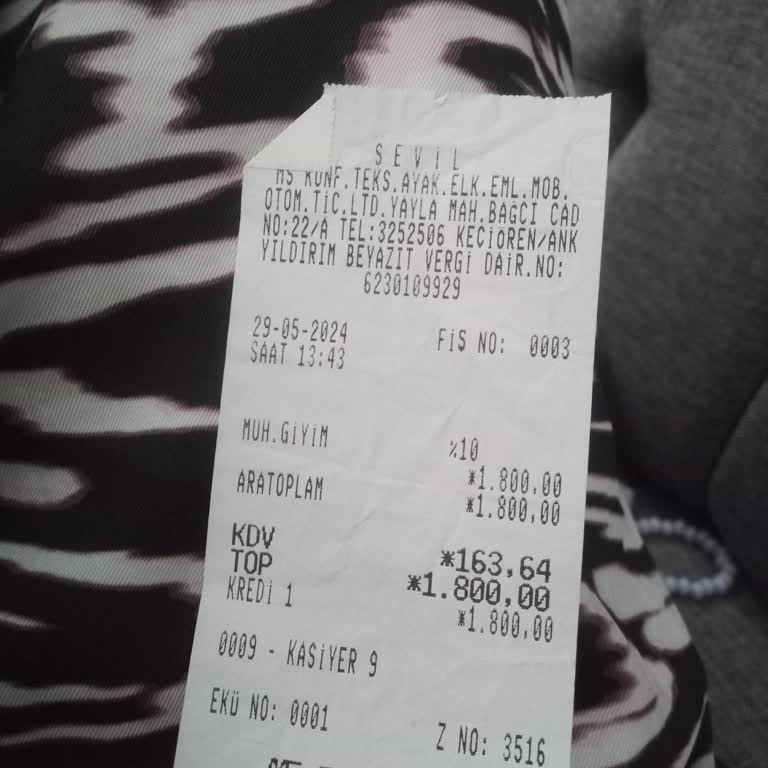 SEVİL
MS KONF.TEKS.AYAK.ELK.EML.MOB.
OTOM.TİC.LTD.YAYLA MAH.BAĞCI CAD
NO:22/A TEL:3252506 KECİÖREN/ANK
YILDIRIM BEYAZIT VERGİ DAİR.NO:
6230109929
29-05-2024 FİŞ NO: 0003
SAAT 13:43
MUH.GİYİM %10 *1.800,00
ARATOPLAM *1.800,00
KDV *163,64
TOP *1.800,00
KREDİ 1 *1.800,00
0009 - KASİYER 9
EKÜ NO: 0001 Z NO: 3516